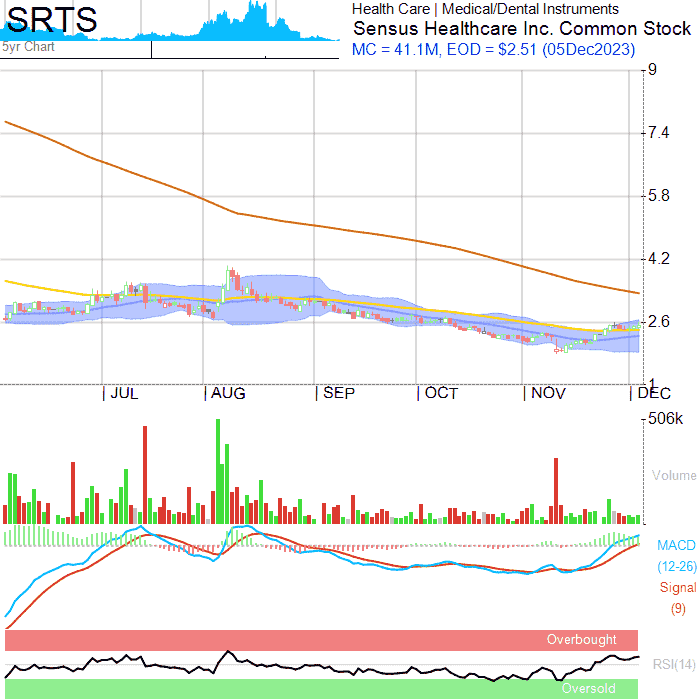 SRTS
5yr Chart
Health Care | Medical/Dental Instruments
Sensus Healthcare Inc. Common Stock
MC = 41.1M, EOD = $2.51 (05Dec2023)
9
7.4
5.8
4.2
2.6
1
JUL AUG SEP OCT NOV DEC
506k
Volume
MACD
(12-26)
Signal
(9)
Overbought
RSI(14)
Oversold